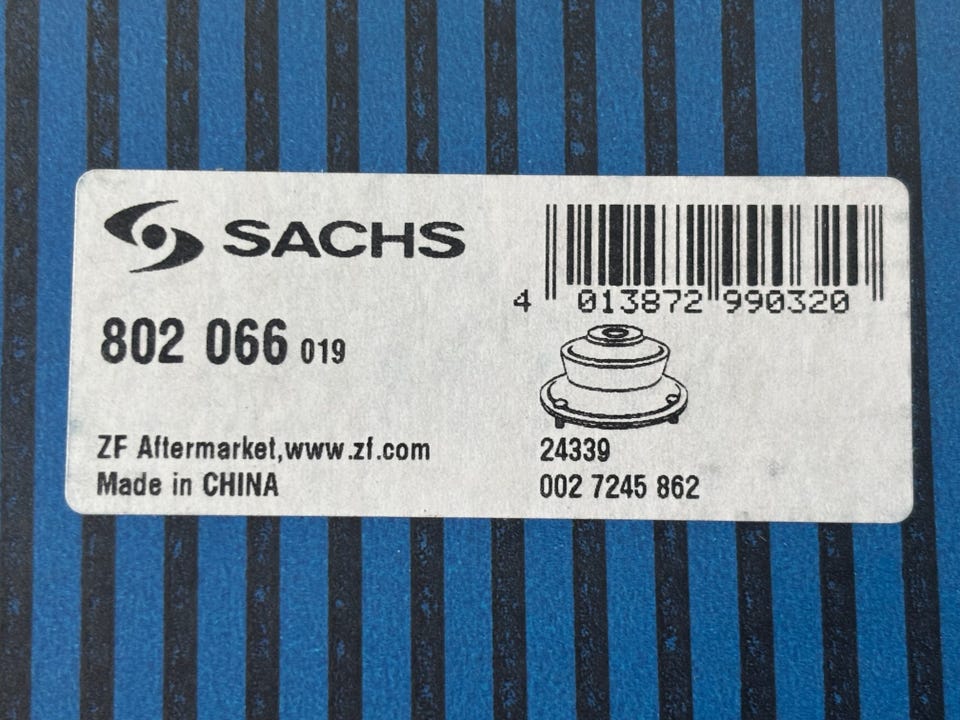 SACHS
4 013872 990320
802 066 019
ZF Aftermarket,www.zf.com
Made in CHINA
24339
002 7245 862